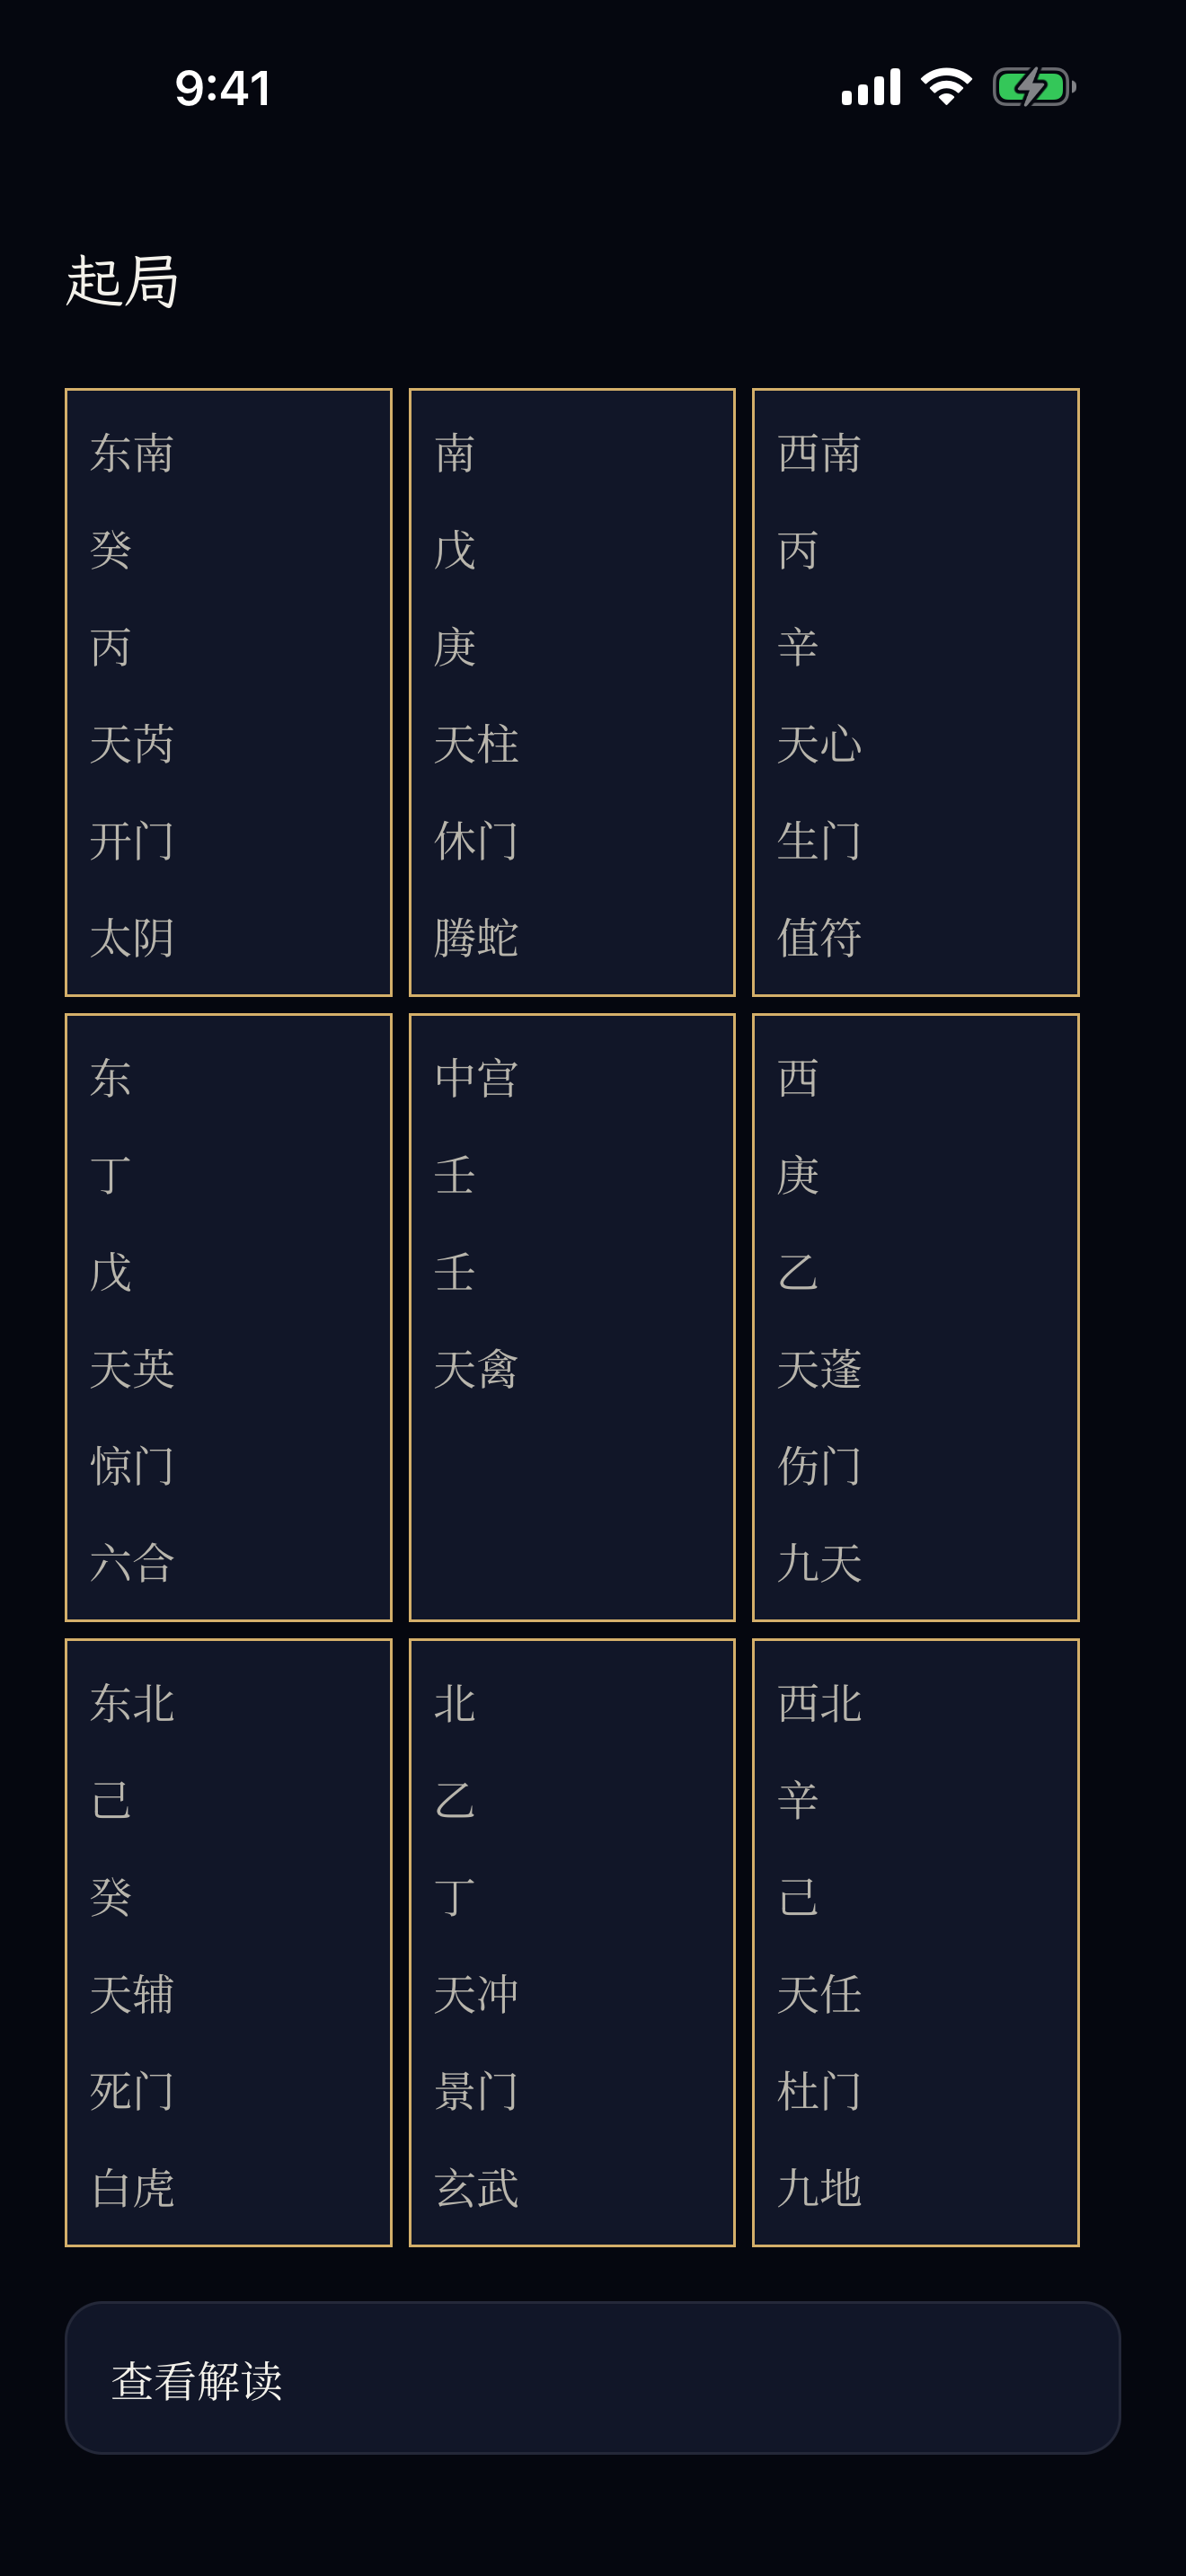 9:41
起局
东南
癸
丙
天芮
开门
太阴
南
戊
庚
天柱
休门
腾蛇
西南
丙
辛
天心
生门
值符
东
丁
戊
天英
惊门
六合
中宫
壬
壬
天禽
西
庚
乙
天蓬
伤门
九天
东北
己
癸
天辅
死门
白虎
北
乙
丁
天冲
景门
玄武
西北
辛
己
天任
杜门
九地
查看解读